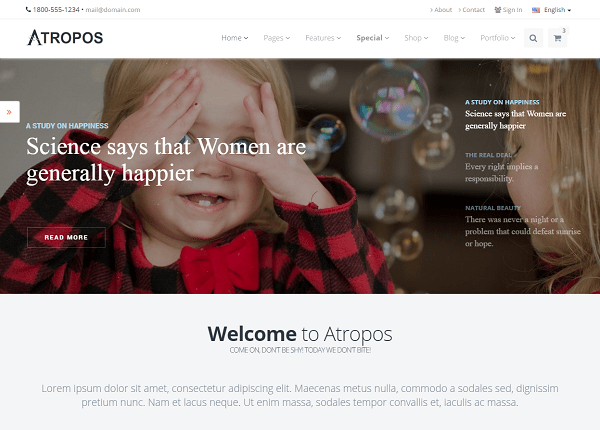 1800-555-1234 • mail@domain.com
About Contact Sign In English
ATROPOS
Home Pages Features Special Shop Blog Portfolio 3
A STUDY ON HAPPINESS
Science says that Women are
generally happier
READ MORE
A STUDY ON HAPPINESS
Science says that Women are
generally happier
THE REAL DEAL
Every right implies a
responsibility.
NATURAL BEAUTY
There was never a night or a
problem that could defeat sunrise
or hope.
Welcome to Atropos
COME ON, DON'T BE SHY! TODAY WE DON'T BITE!
Lorem ipsum dolor sit amet, consectetur adipiscing elit. Maecenas metus nulla, commodo a sodales sed, dignissim
pretium nunc. Nam et lacus neque. Ut enim massa, sodales tempor convallis et, iaculis ac massa.